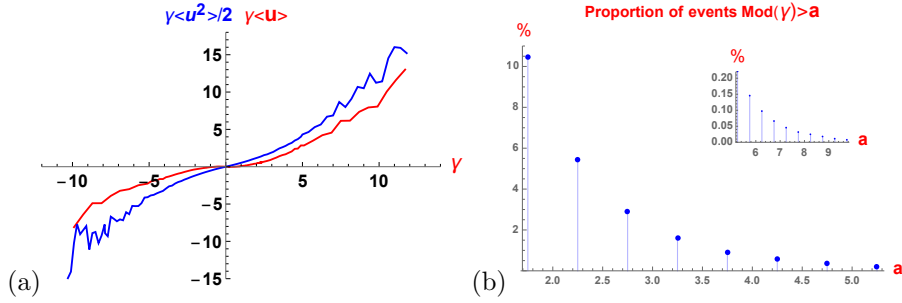 γ<u²>/2 γ<u>
15
10
5
−10 −5 5 10 γ
−5
−10
−15
(a)
Proportion of events Mod(γ)>a
%
10
8
6
4
2
2.0 2.5 3.0 3.5 4.0 4.5 5.0 a
%
0.20
0.15
0.10
0.05
0.00
6 7 8 9 a
(b)